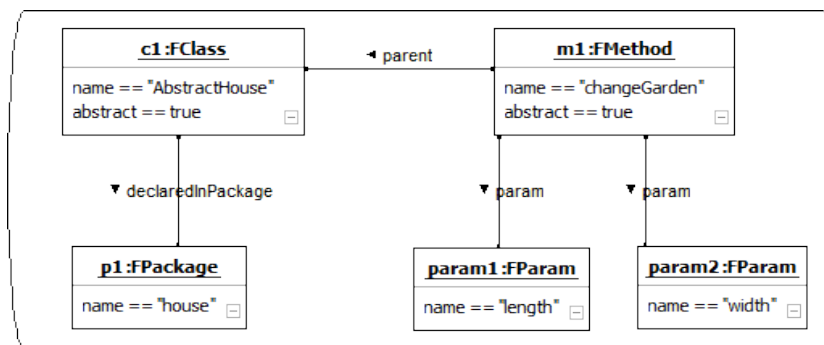 c1:FClass
name == "AbstractHouse"
abstract == true
◄ parent
m1:FMethod
name == "changeGarden"
abstract == true
▼ declaredInPackage
▼ param
▼ param
p1:FPackage
name == "house"
param1:FParam
name == "length"
param2:FParam
name == "width"